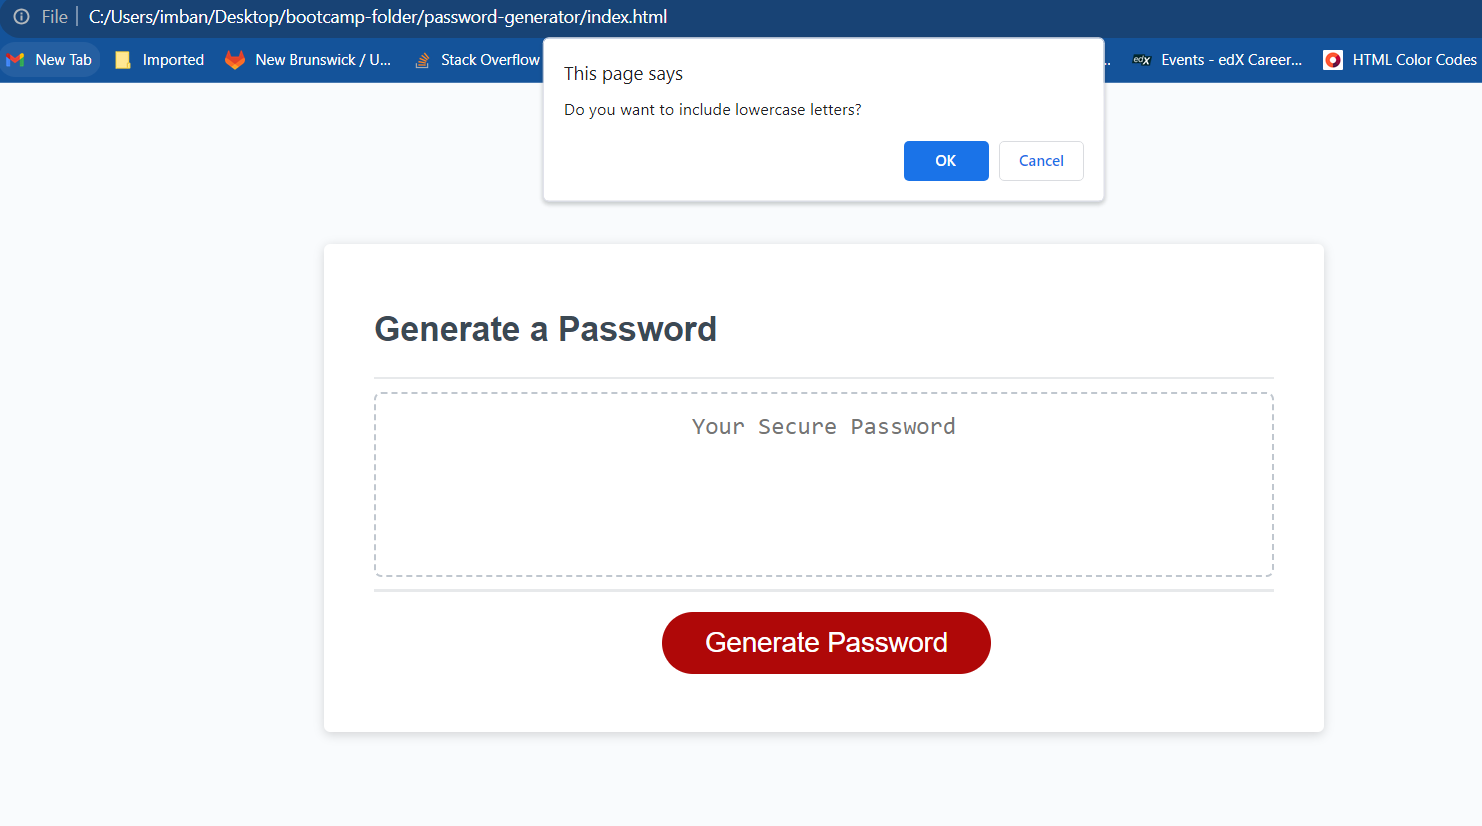 File | C:/Users/imban/Desktop/bootcamp-folder/password-generator/index.html
New Tab Imported New Brunswick / U... Stack Overflow .. edX Events - edX Career... HTML Color Codes
This page says
Do you want to include lowercase letters?
OK Cancel
Generate a Password
Your Secure Password
Generate Password